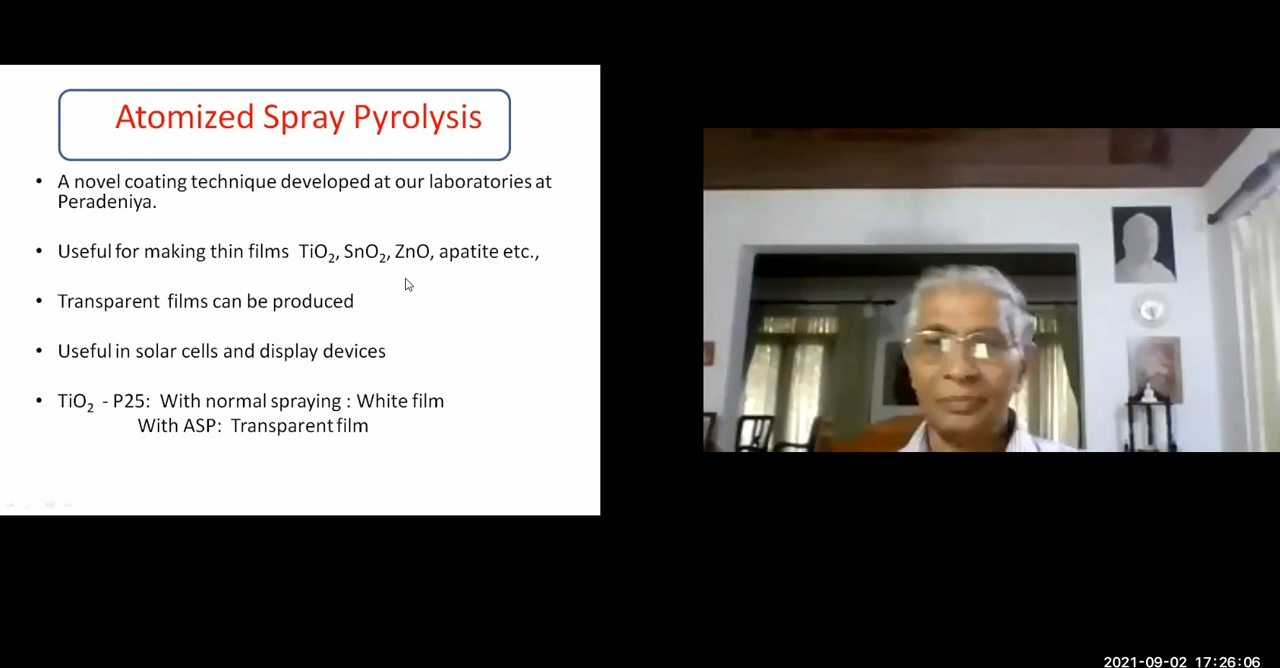 Atomized Spray Pyrolysis
• A novel coating technique developed at our laboratories at
Peradeniya.
• Useful for making thin films TiO₂, SnO₂, ZnO, apatite etc.,
• Transparent films can be produced
• Useful in solar cells and display devices
• TiO₂ - P25: With normal spraying : White film
With ASP: Transparent film
2021-09-02 17:26:06